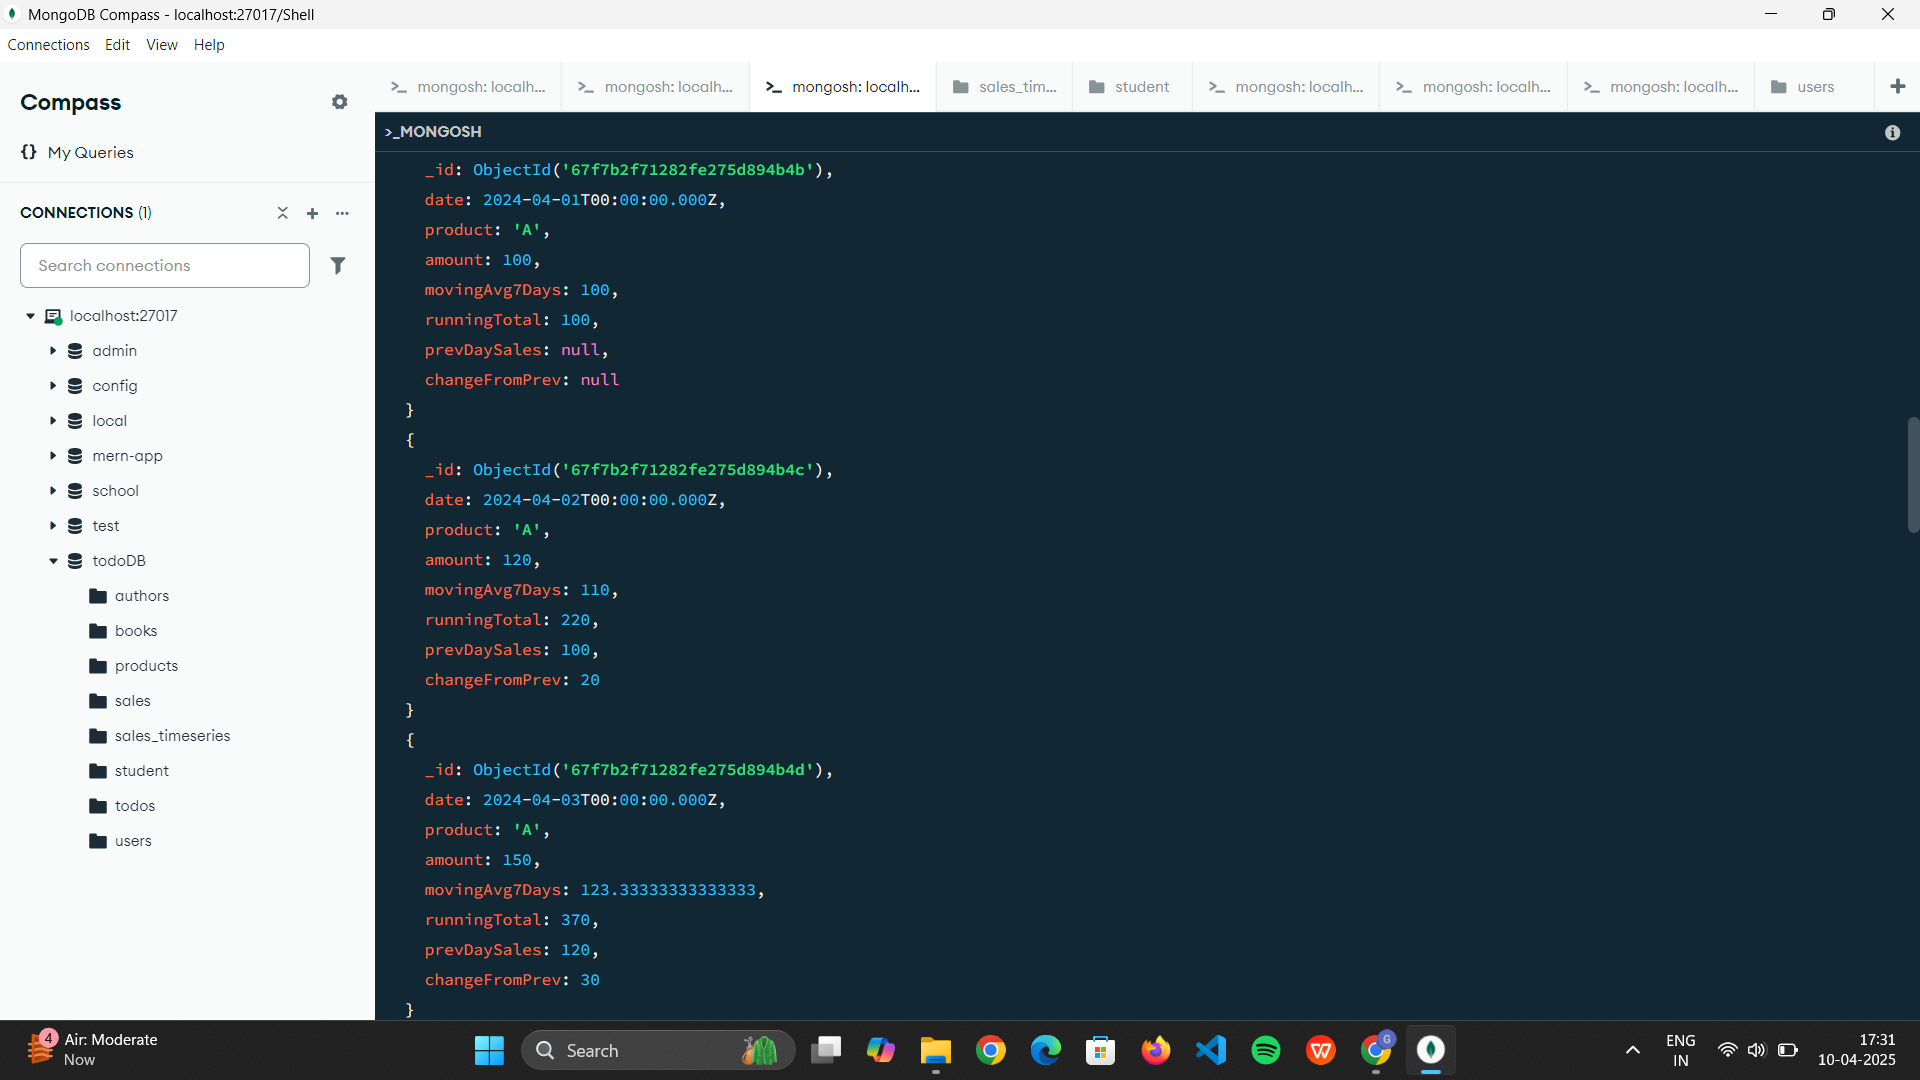 MongoDB Compass - localhost:27017/Shell
Connections Edit View Help
Compass
My Queries
CONNECTIONS (1)
Search connections
localhost:27017
admin
config
local
mern-app
school
test
todoDB
authors
books
products
sales
sales_timeseries
student
todos
users
mongosh: localh... mongosh: localh... mongosh: localh... sales_tim... student mongosh: localh... mongosh: localh... mongosh: localh... users
>_MONGOSH
_id: ObjectId('67f7b2f71282fe275d894b4b'),
date: 2024-04-01T00:00:00.000Z,
product: 'A',
amount: 100,
movingAvg7Days: 100,
runningTotal: 100,
prevDaySales: null,
changeFromPrev: null
}
{
_id: ObjectId('67f7b2f71282fe275d894b4c'),
date: 2024-04-02T00:00:00.000Z,
product: 'A',
amount: 120,
movingAvg7Days: 110,
runningTotal: 220,
prevDaySales: 100,
changeFromPrev: 20
}
{
_id: ObjectId('67f7b2f71282fe275d894b4d'),
date: 2024-04-03T00:00:00.000Z,
product: 'A',
amount: 150,
movingAvg7Days: 123.33333333333333,
runningTotal: 370,
prevDaySales: 120,
changeFromPrev: 30
}
4
Air: Moderate
Now
Search
G
ENG
IN
17:31
10-04-2025